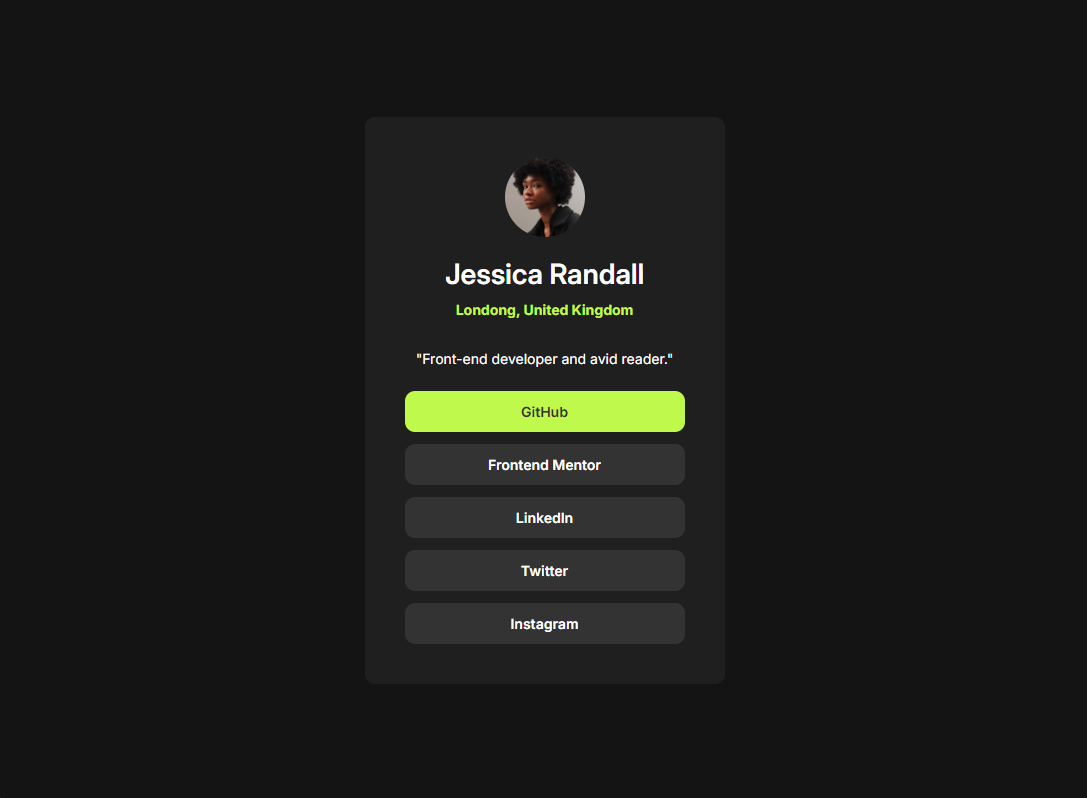 Jessica Randall
Londong, United Kingdom
"Front-end developer and avid reader."
GitHub
Frontend Mentor
LinkedIn
Twitter
Instagram